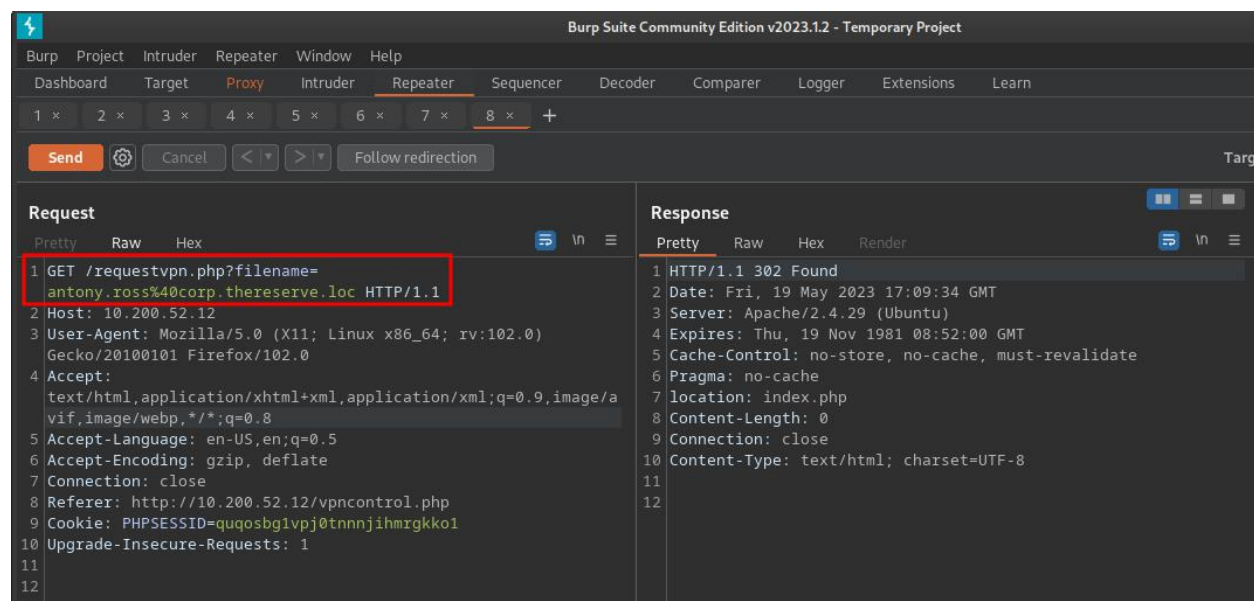 Burp Suite Community Edition v2023.1.2 - Temporary Project
Burp Project Intruder Repeater Window Help
Dashboard Target Proxy Intruder Repeater Sequencer Decoder Comparer Logger Extensions Learn
1 × 2 × 3 × 4 × 5 × 6 × 7 × 8 × +
Send Cancel < > Follow redirection Targ
Request
Pretty Raw Hex \n
1 GET /requestvpn.php?filename=
antony.ross%40corp.thereserve.loc HTTP/1.1
2 Host: 10.200.52.12
3 User-Agent: Mozilla/5.0 (X11; Linux x86_64; rv:102.0)
Gecko/20100101 Firefox/102.0
4 Accept:
text/html,application/xhtml+xml,application/xml;q=0.9,image/a
vif,image/webp,*/*;q=0.8
5 Accept-Language: en-US,en;q=0.5
6 Accept-Encoding: gzip, deflate
7 Connection: close
8 Referer: http://10.200.52.12/vpncontrol.php
9 Cookie: PHPSESSID=quqosbg1vpj0tnnnjihmrgkko1
10 Upgrade-Insecure-Requests: 1
11
12
Response
Pretty Raw Hex Render \n
1 HTTP/1.1 302 Found
2 Date: Fri, 19 May 2023 17:09:34 GMT
3 Server: Apache/2.4.29 (Ubuntu)
4 Expires: Thu, 19 Nov 1981 08:52:00 GMT
5 Cache-Control: no-store, no-cache, must-revalidate
6 Pragma: no-cache
7 location: index.php
8 Content-Length: 0
9 Connection: close
10 Content-Type: text/html; charset=UTF-8
11
12